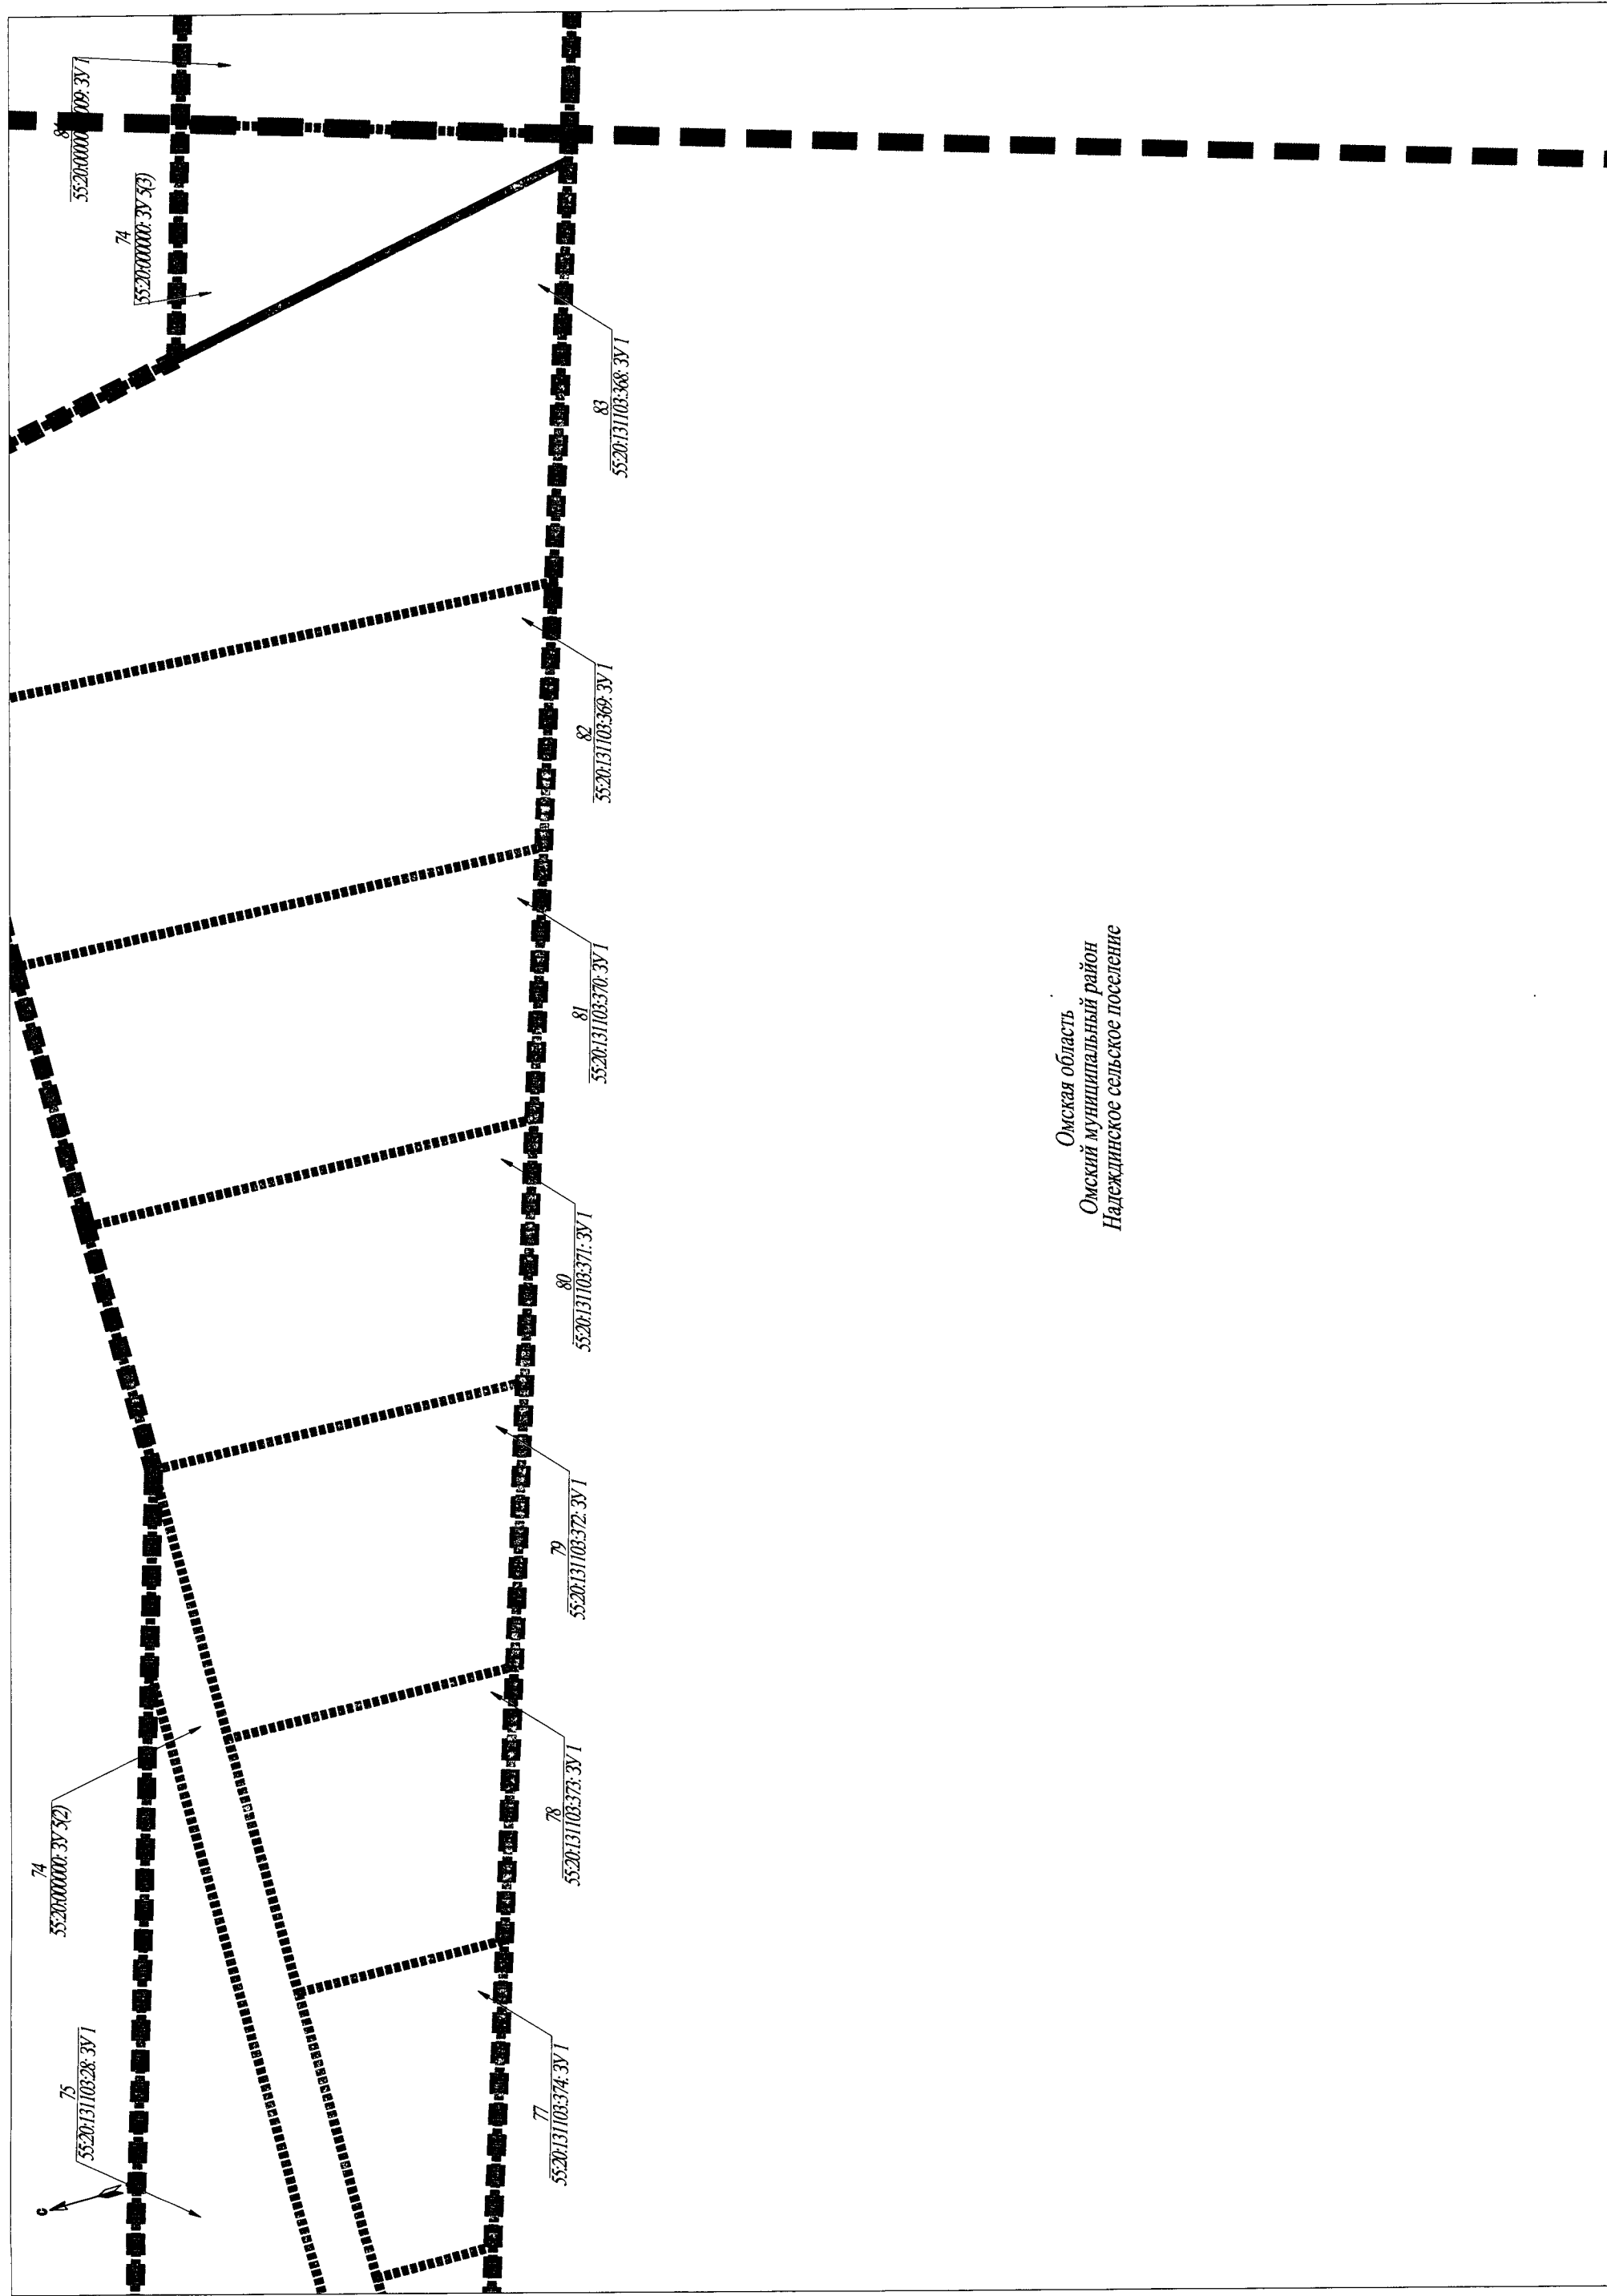 С
75
55:20:131103:28: ЗУ 1
74
55:20:000000: ЗУ 5(2)
74
55:20:000000: ЗУ 5(3)
009: ЗУ 1
77
55:20:131103:374: ЗУ 1
78
55:20:131103:373: ЗУ 1
79
55:20:131103:372: ЗУ 1
80
55:20:131103:371: ЗУ 1
81
55:20:131103:370: ЗУ 1
82
55:20:131103:369: ЗУ 1
83
55:20:131103:368: ЗУ 1
Омская область
Омский муниципальный район
Надеждинское сельское поселение